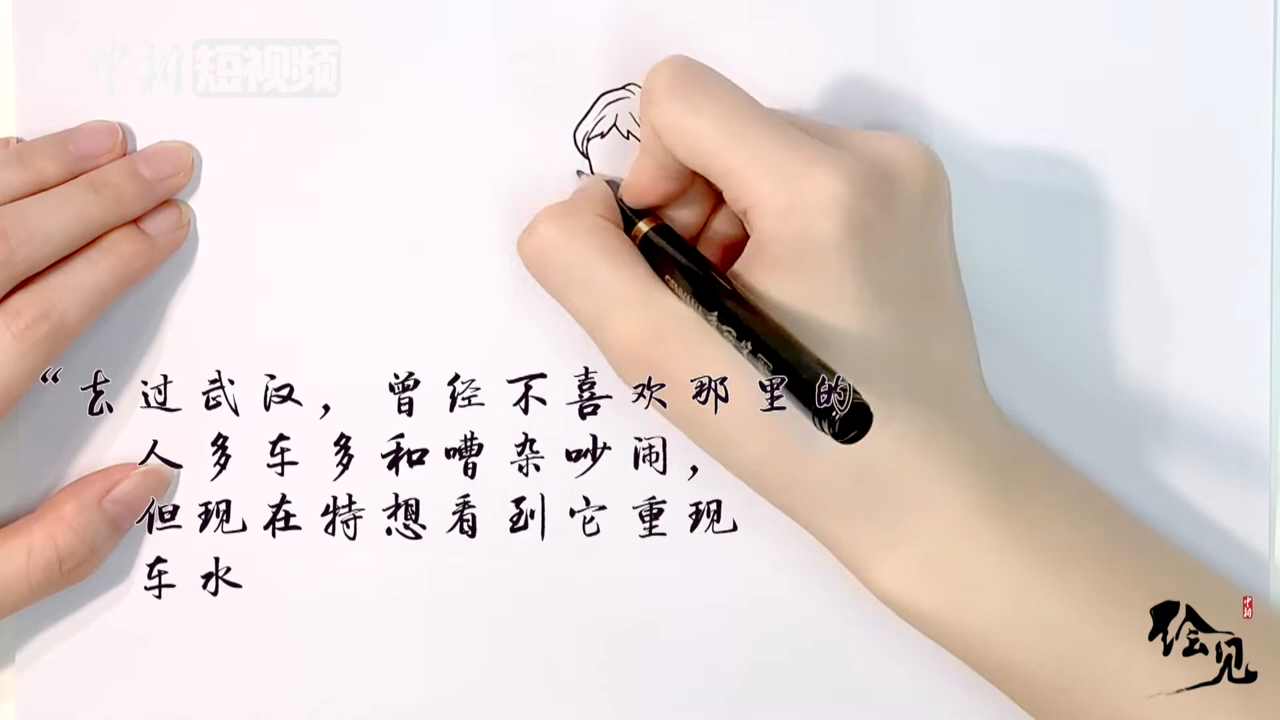 中新短视频
“去过武汉，曾经不喜欢那里的
人多车多和嘈杂吵闹，
但现在特想看到它重现
车水
中新
绘见